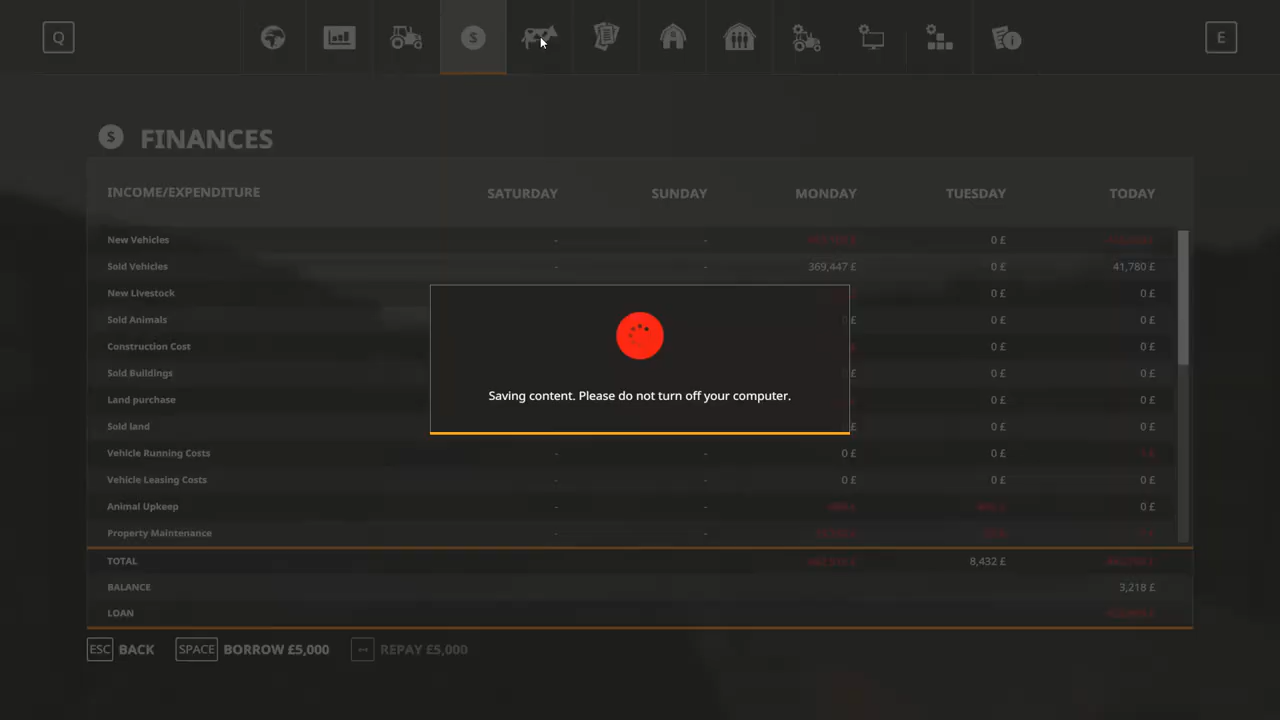 Q
$
E
$ FINANCES
INCOME/EXPENDITURE SATURDAY SUNDAY MONDAY TUESDAY TODAY
New Vehicles - - 0 £
Sold Vehicles - - 369,447 £ 0 £ 41,780 £
New Livestock 0 £ 0 £
Sold Animals £ 0 £ 0 £
Construction Cost 0 £ 0 £
Sold Buildings £ 0 £ 0 £
Land purchase 0 £ 0 £
Sold land £ 0 £ 0 £
Vehicle Running Costs - - 0 £ 0 £
Vehicle Leasing Costs - - 0 £ 0 £ 0 £
Animal Upkeep - - 0 £
Property Maintenance - -
Saving content. Please do not turn off your computer.
TOTAL 8,432 £
BALANCE 3,218 £
LOAN
ESC BACK SPACE BORROW £5,000 REPAY £5,000